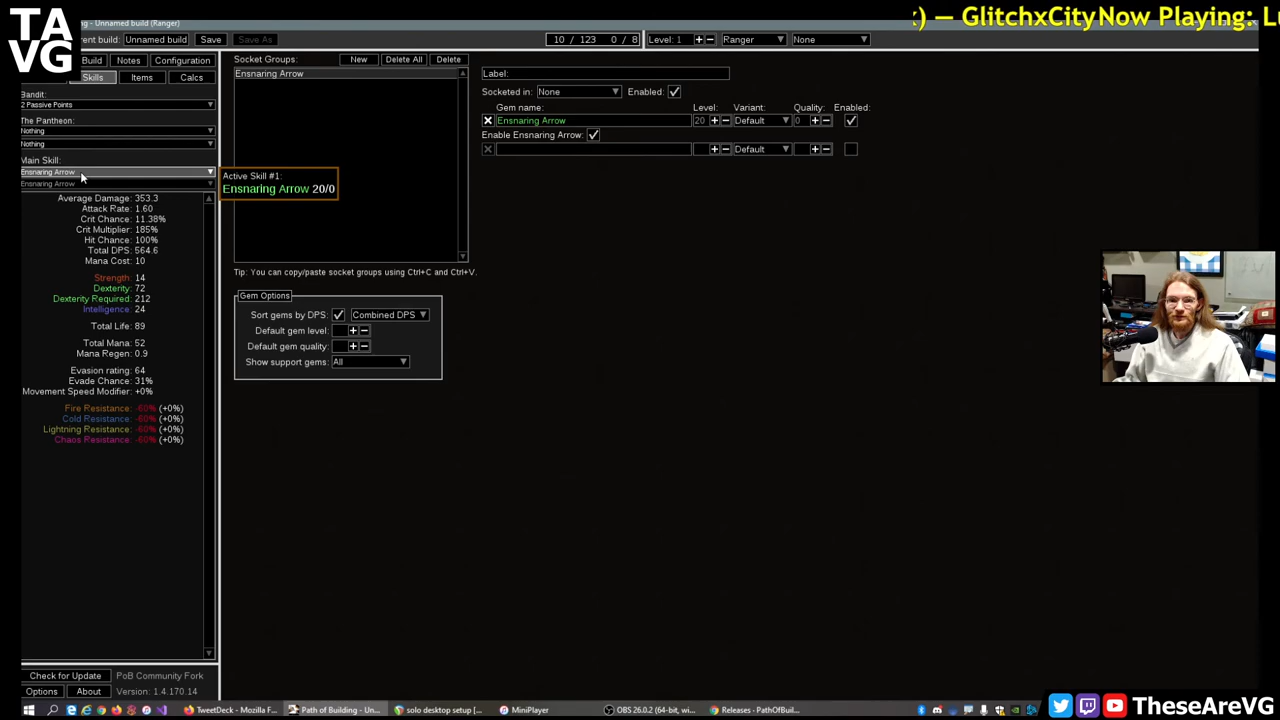 TA
VG
ng - Unnamed build (Ranger)
) — GlitchxCityNow Playing: Lu
ent build: Unnamed build Save Save As
10 / 123 0 / 8 Level: 1 + - Ranger None
Build Notes Configuration
Skills Items Calcs
Bandit:
2 Passive Points
The Pantheon:
Nothing
Nothing
Main Skill:
Ensnaring Arrow
Ensnaring Arrow
Average Damage: 353.3
Attack Rate: 1.60
Crit Chance: 11.38%
Crit Multiplier: 185%
Hit Chance: 100%
Total DPS: 564.6
Mana Cost: 10
Strength: 14
Dexterity: 72
Dexterity Required: 212
Intelligence: 24
Total Life: 89
Total Mana: 52
Mana Regen: 0.9
Evasion rating: 64
Evade Chance: 31%
Movement Speed Modifier: +0%
Fire Resistance: -60% (+0%)
Cold Resistance: -60% (+0%)
Lightning Resistance: -60% (+0%)
Chaos Resistance: -60% (+0%)
Check for Update PoB Community Fork
Options About Version: 1.4.170.14
Socket Groups: New Delete All Delete
Ensnaring Arrow
Active Skill #1:
Ensnaring Arrow 20/0
Tip: You can copy/paste socket groups using Ctrl+C and Ctrl+V.
Gem Options
Sort gems by DPS: Combined DPS
Default gem level: + -
Default gem quality: + -
Show support gems: All
Label:
Socketed in: None Enabled:
Gem name: Level: Variant: Quality: Enabled:
Ensnaring Arrow 20 + - Default 0 + -
Enable Ensnaring Arrow:
+ - Default + -
TweetDeck - Mozilla F... Path of Building - Un... solo desktop setup [... MiniPlayer OBS 26.0.2 (64-bit, wi... Releases - PathOfBuil...
TheseAreVG